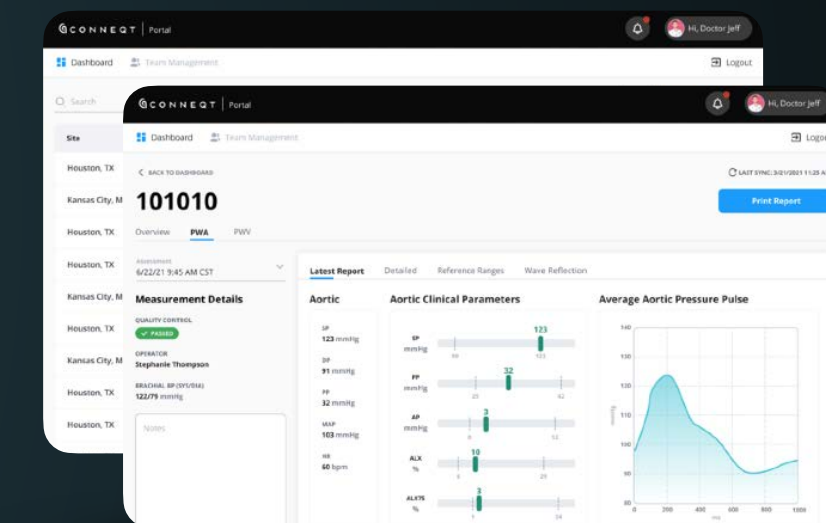 CONNEQT | Portal
Hi, Doctor Jeff
Dashboard
Team Management
Logout
Search
Site
Houston, TX
Kansas City, M
Houston, TX
Houston, TX
Kansas City, M
Houston, TX
Kansas City, M
Houston, TX
Houston, TX
CONNEQT | Portal
Hi, Doctor Jeff
Dashboard
Team Management
Logou
BACK TO DASHBOARD
LAST SYNC: 3/21/2021 11:25 A
101010
Print Report
Overview PWA PWV
Assessment
6/22/21 9:45 AM CST
Measurement Details
QUALITY CONTROL
PASSED
OPERATOR
Stephanie Thompson
BRACHIAL BP (SYS/DIA)
122/79 mmHg
Notes
Latest Report Detailed Reference Ranges Wave Reflection
Aortic
SP
123 mmHg
DP
91 mmHg
PP
32 mmHg
MAP
103 mmHg
HR
60 bpm
Aortic Clinical Parameters
123
SP
mmHg
123
32
PP
mmHg
25
42
3
AP
mmHg
12
10
AIX
%
3
AIX75
%
Average Aortic Pressure Pulse
140
130
120
110
100
90
80
mmHg
0 200 400 600 800 1000